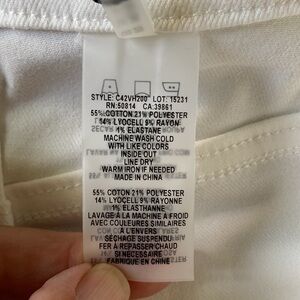 STYLE: C42VH200 LOT: 15231
RN:50814 CA:39861
55% COTTON 21% POLYESTER
14% LYOCELL 9% RAYON
1% ELASTANE
MACHINE WASH COLD
WITH LIKE COLORS
INSIDE OUT
LINE DRY
WARM IRON IF NEEDED
MADE IN CHINA
55% COTON 21% POLYESTER
14% LYOCELL 9% RAYONNE
1% ELASTHANNE
LAVAGE À LA MACHINE À FROID
AVEC COULEURS SIMILAIRES
À L'ENVERS
SÉCHAGE SUSPENDU
FER À REPASSER CHAUD
SI NECESSAIRE
FABRIQUE EN CHINE